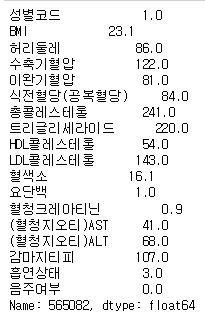 성별코드 1.0
BMI 23.1
허리둘레 86.0
수축기혈압 122.0
이완기혈압 81.0
식전혈당(공복혈당) 84.0
총콜레스테롤 241.0
트리글리세라이드 220.0
HDL콜레스테롤 54.0
LDL콜레스테롤 143.0
혈색소 16.1
요단백 1.0
혈청크레아티닌 0.9
(혈청지오티)AST 41.0
(혈청지오티)ALT 68.0
감마지티피 107.0
흡연상태 3.0
음주여부 0.0
Name: 565082, dtype: float64